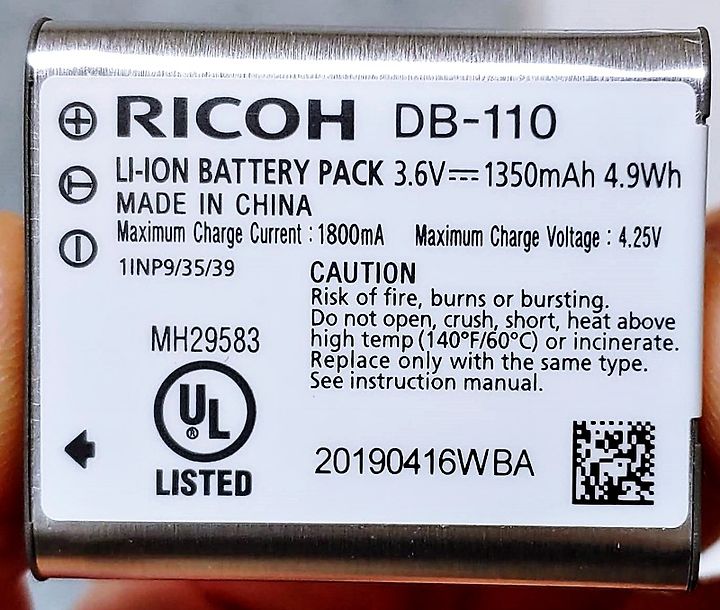 RICOH DB-110
LI-ION BATTERY PACK 3.6V⎓1350mAh 4.9Wh
MADE IN CHINA
Maximum Charge Current : 1800mA Maximum Charge Voltage : 4.25V
1INP9/35/39
CAUTION
Risk of fire, burns or bursting.
Do not open, crush, short, heat above
high temp (140°F/60°C) or incinerate.
Replace only with the same type.
See instruction manual.
MH29583
UL ®
LISTED
20190416WBA